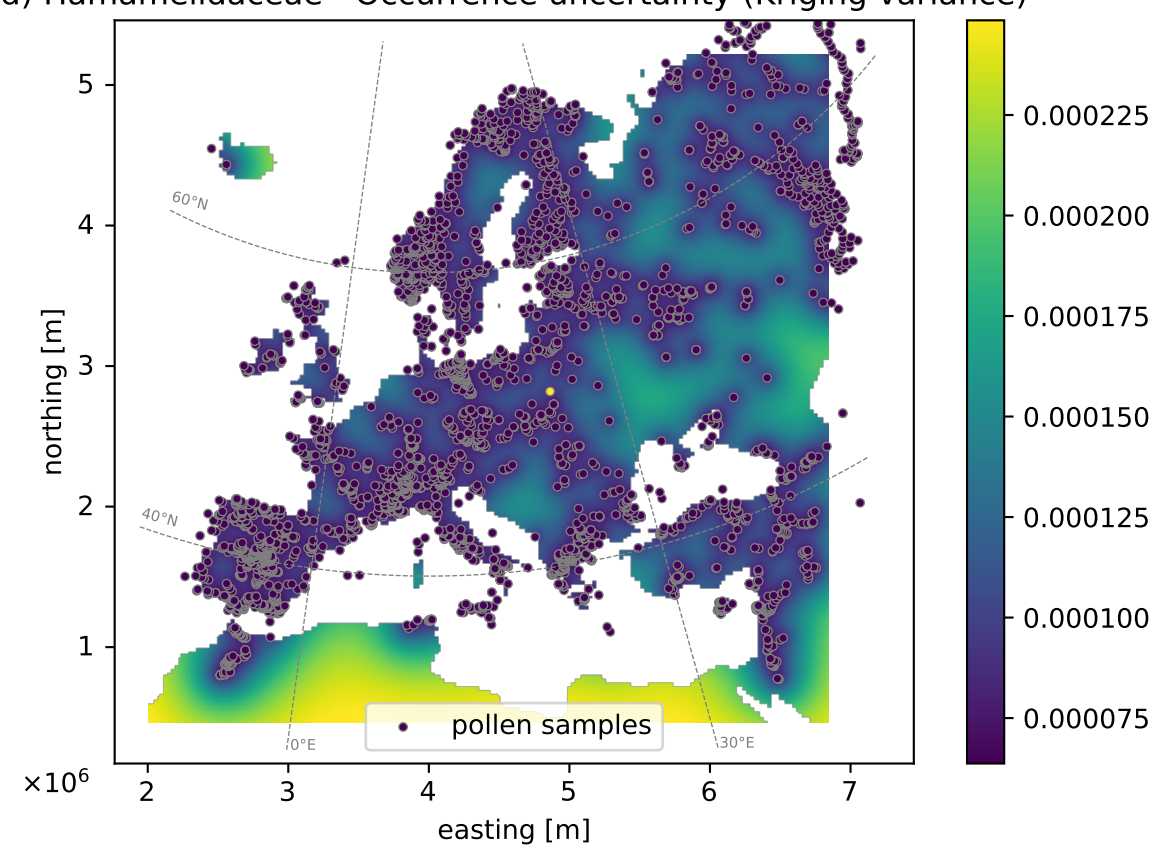 d) Hamamelidaceae - Occurrence uncertainty (Kriging variance)
5
4
3
2
1
northing [m]
60°N
40°N
0°E
30°E
pollen samples
×10⁶
2 3 4 5 6 7
easting [m]
0.000225
0.000200
0.000175
0.000150
0.000125
0.000100
0.000075